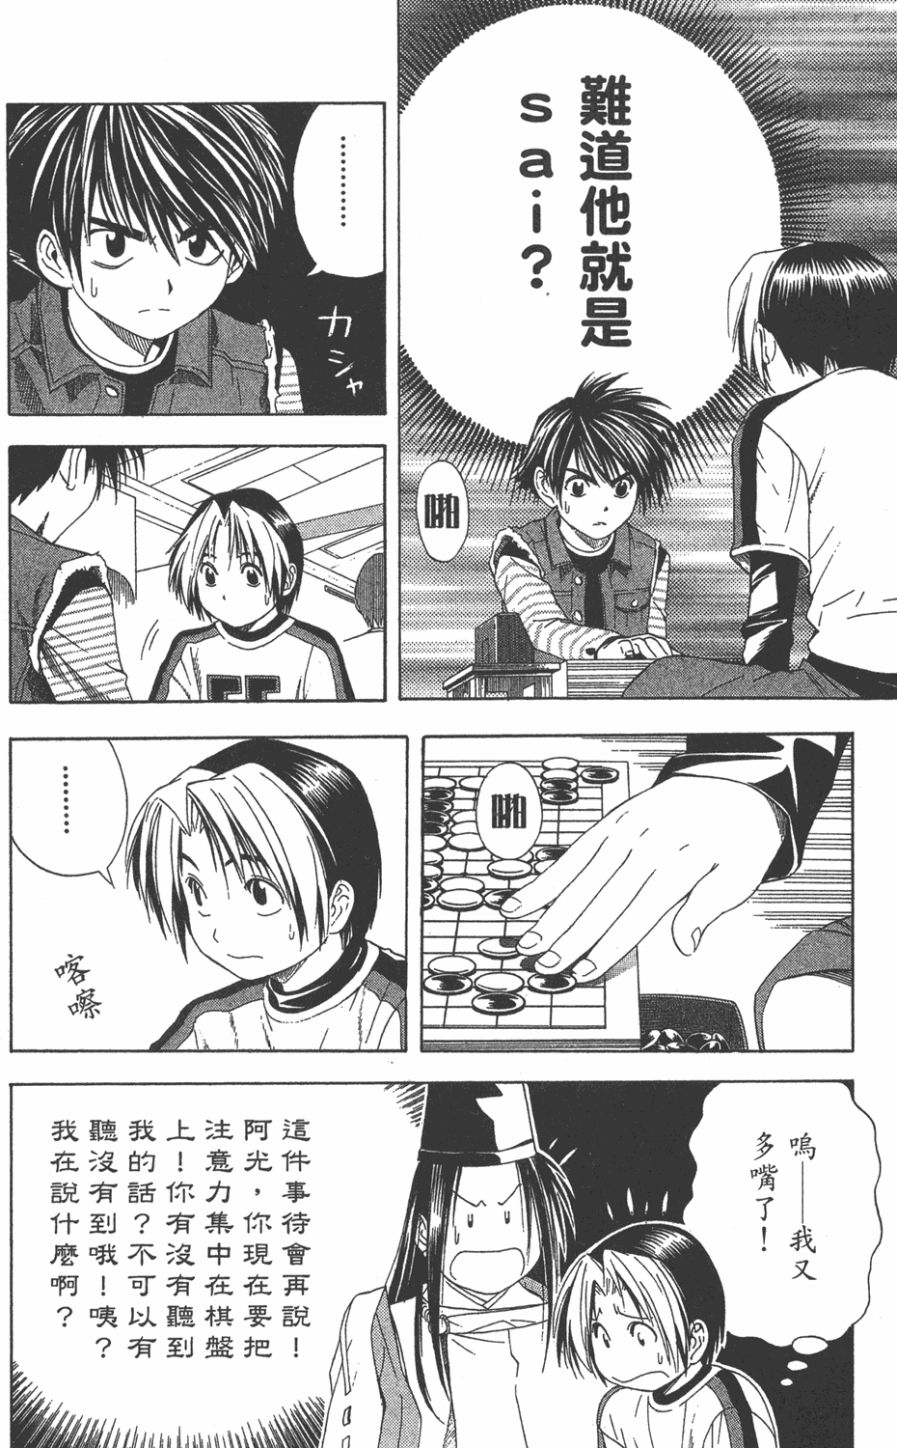 難道他就是
sai?
啪
…………
カシャ
啪
………
喀嚓
嗚——我又
多嘴了！
這件事待會再說！
阿光，你現在要把
注意力集中在棋盤
上！你有沒有聽到
我的話？不可以有
聽沒有到哦！咦？
我在說什麼啊？